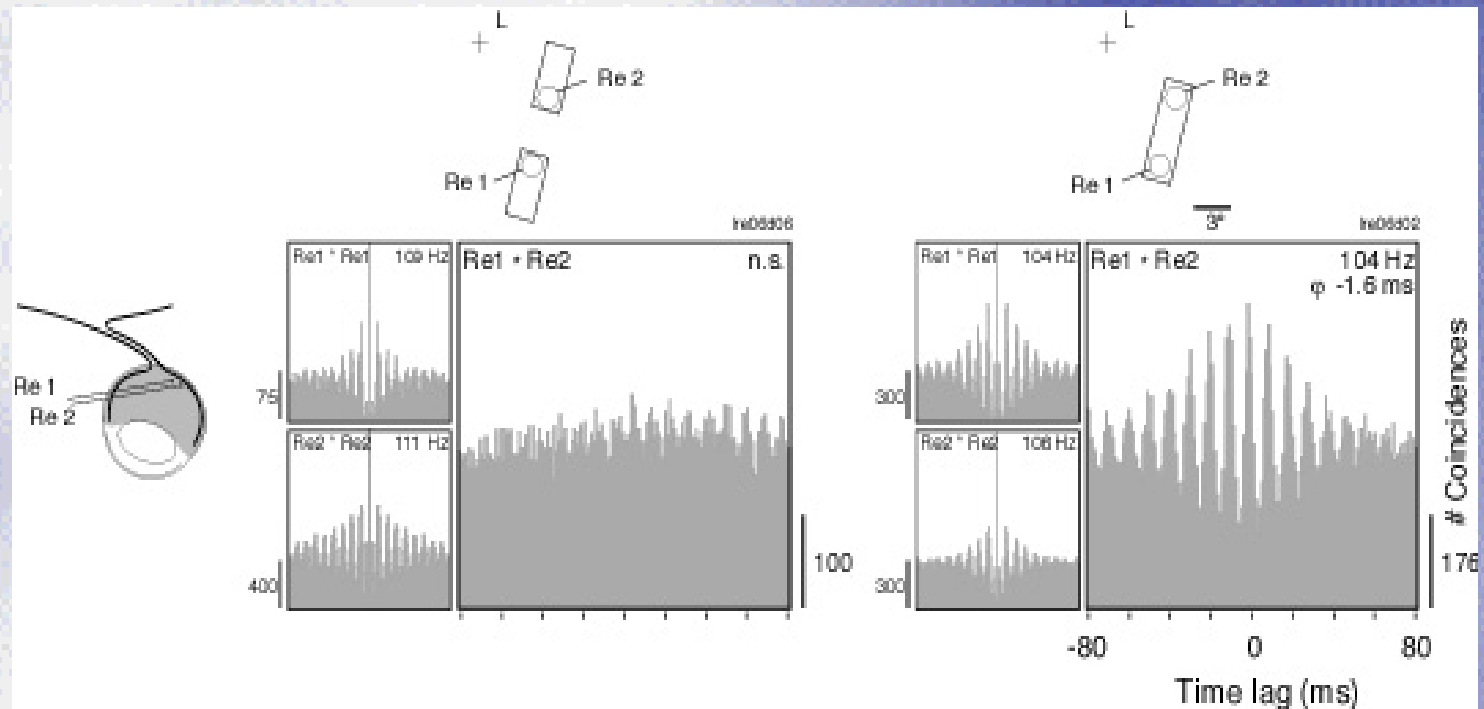 L
Re 2
Re 1
L
Re 2
Re 1
3°
Re1 * Re1 109 Hz
75
Re2 * Re2 111 Hz
400
Re1 * Re2 n.s.
100
Re 1
Re 2
Re1 * Re1 104 Hz
300
Re2 * Re2 106 Hz
300
Re1 * Re2 104 Hz
φ -1.6 ms
# Coincidences
176
-80 0 80
Time lag (ms)